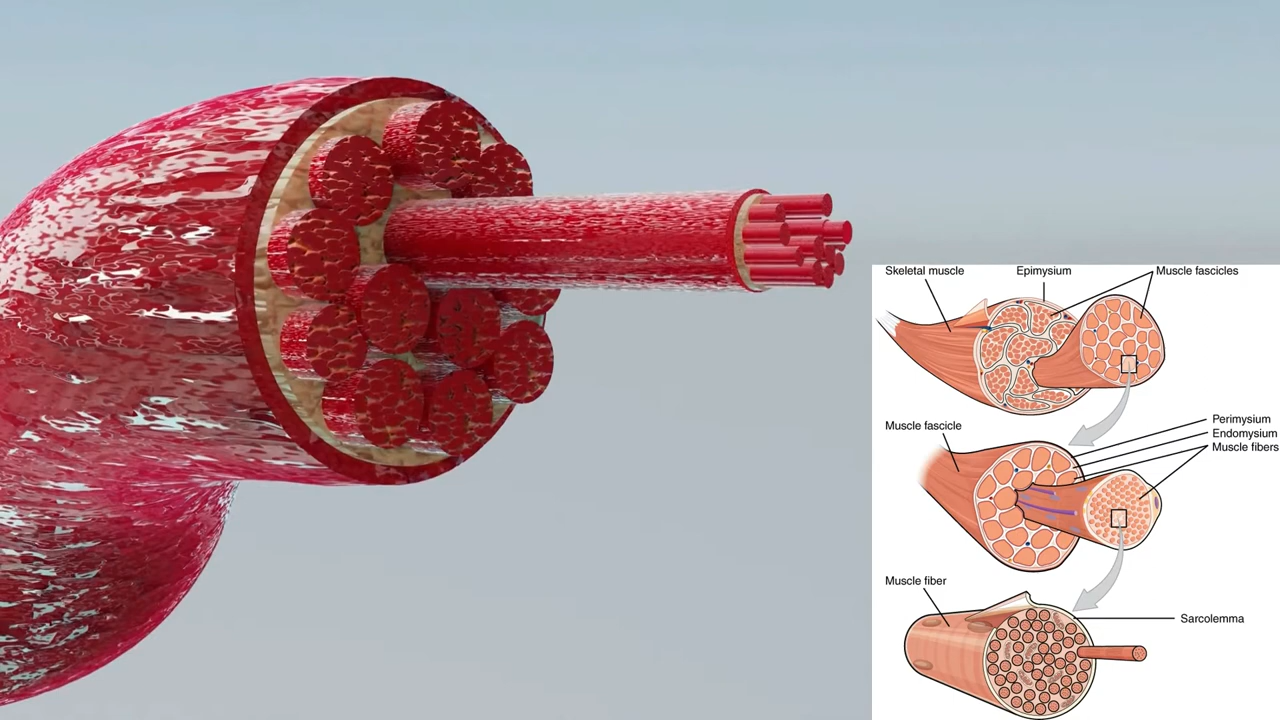 Skeletal muscle
Epimysium
Muscle fascicles
Muscle fascicle
Perimysium
Endomysium
Muscle fibers
Muscle fiber
Sarcolemma